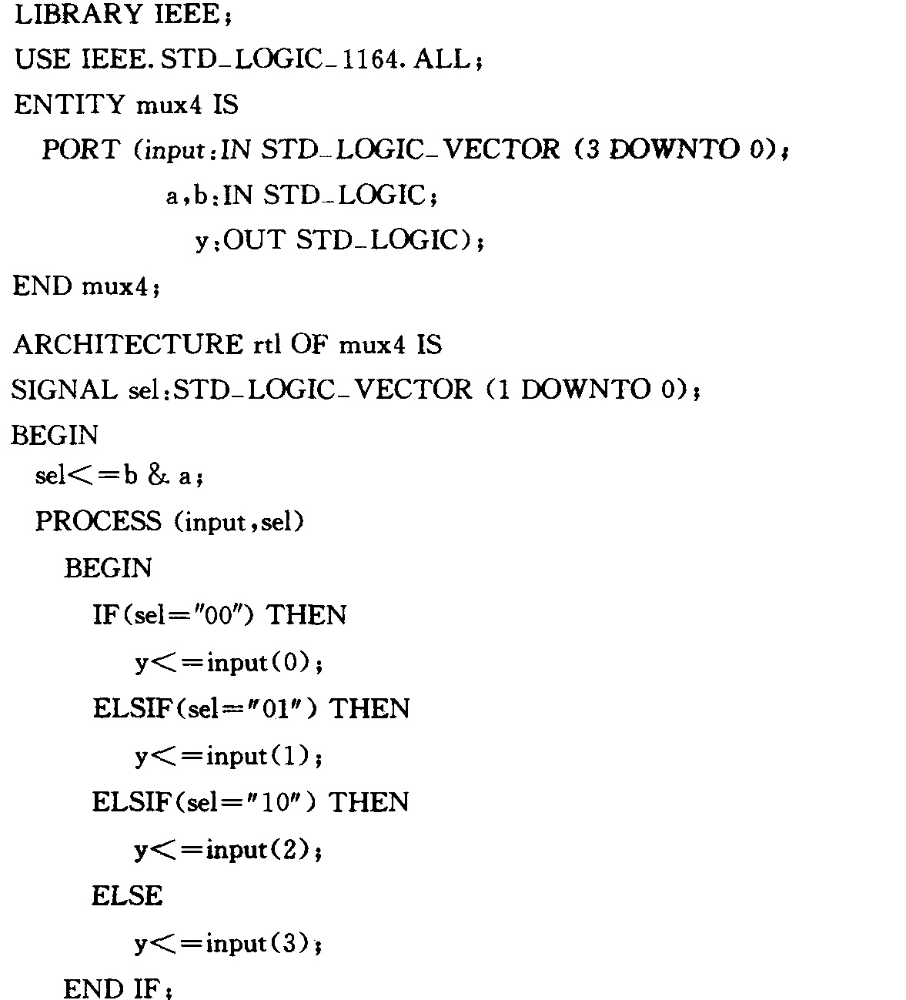 LIBRARY IEEE;
USE IEEE.STD_LOGIC_1164.ALL;
ENTITY mux4 IS
PORT (input:IN STD_LOGIC_VECTOR (3 DOWNTO 0);
a,b:IN STD_LOGIC;
y:OUT STD_LOGIC);
END mux4;
ARCHITECTURE rtl OF mux4 IS
SIGNAL sel:STD_LOGIC_VECTOR (1 DOWNTO 0);
BEGIN
sel<=b & a;
PROCESS (input,sel)
BEGIN
IF(sel="00") THEN
y<=input(0);
ELSIF(sel="01") THEN
y<=input(1);
ELSIF(sel="10") THEN
y<=input(2);
ELSE
y<=input(3);
END IF;